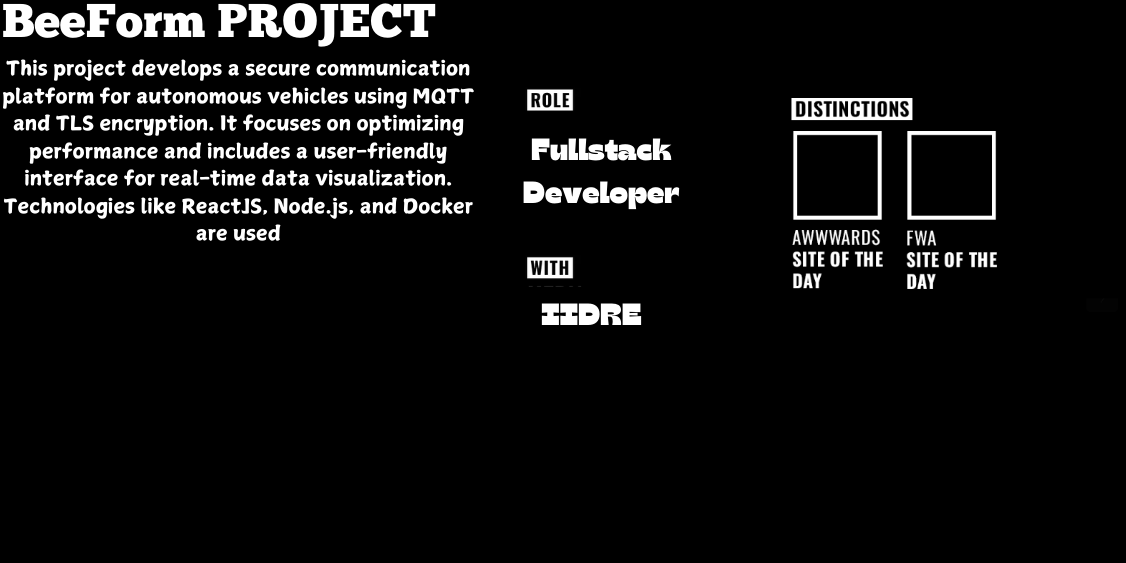 BeeForm PROJECT
This project develops a secure communication
platform for autonomous vehicles using MQTT
and TLS encryption. It focuses on optimizing
performance and includes a user-friendly
interface for real-time data visualization.
Technologies like ReactJS, Node.js, and Docker
are used
ROLE
Fullstack
Developer
WITH
IIDRE
DISTINCTIONS
AWWWARDS
SITE OF THE
DAY
FWA
SITE OF THE
DAY